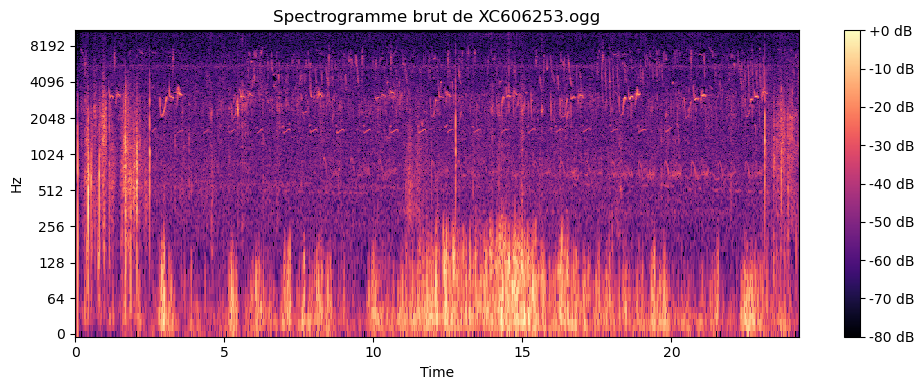 Spectrogramme brut de XC606253.ogg
Hz
8192
4096
2048
1024
512
256
128
64
0
0
5
10
15
20
Time
+0 dB
-10 dB
-20 dB
-30 dB
-40 dB
-50 dB
-60 dB
-70 dB
-80 dB